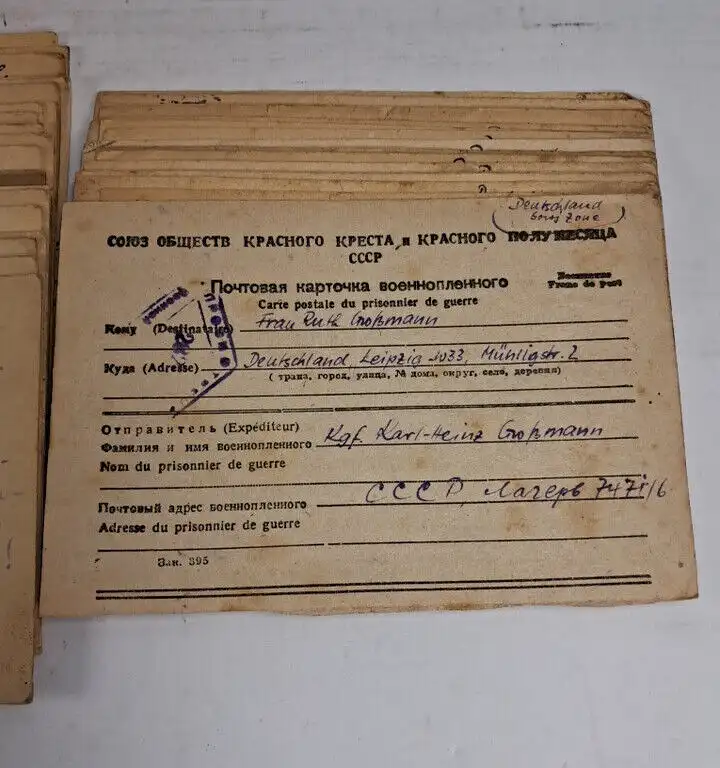 (Deutschland
Sowj Zone)
СОЮЗ ОБЩЕСТВ КРАСНОГО КРЕСТА и КРАСНОГО ПОЛУМЕСЯЦА
СССР
Почтовая карточка военнопленного
Carte postale du prisonnier de guerre
Бесплатно
Franc de port
Кому (Destinataire) Frau Ruth Großmann
Куда (Adresse) Deutschland, Leipzig N33, Mühligstr. 2
( трана, город, улица, № дома, округ, село, деревня)
Отправитель (Expéditeur)
Фамилия и имя военнопленного Kgf. Karl-Heinz Großmann
Nom du prisonnier de guerre
Почтовый адрес военнопленного СССР, Лагерь 7471/6
Adresse du prisonnier de guerre
Зак. 395